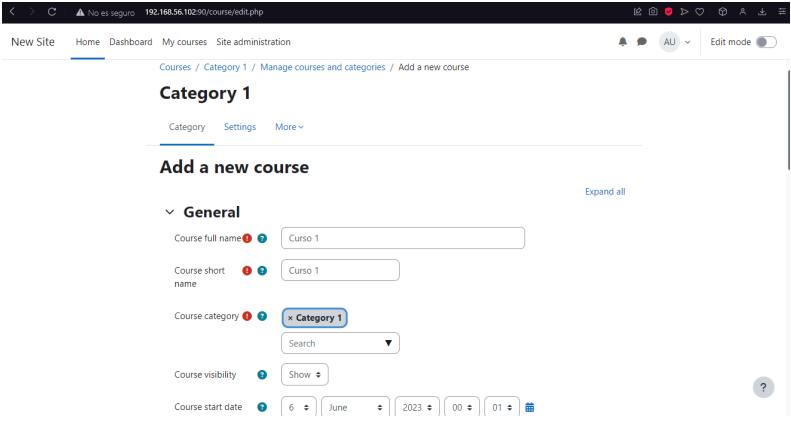 No es seguro 192.168.56.102:90/course/edit.php
New Site Home Dashboard My courses Site administration AU Edit mode
Courses / Category 1 / Manage courses and categories / Add a new course
Category 1
Category Settings More
Add a new course
Expand all
General
Course full name ! ? Curso 1
Course short ! ? Curso 1
name
Course category ! ? × Category 1
Search ▼
Course visibility ? Show
?
Course start date ? 6 June 2023 00 01